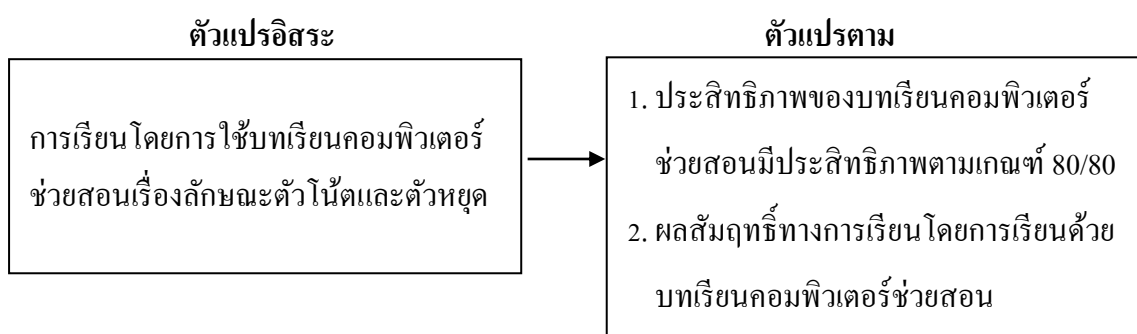 ตัวแปรอิสระ
การเรียนโดยการใช้บทเรียนคอมพิวเตอร์
ช่วยสอนเรื่องลักษณะตัวโน้ตและตัวหยุด
ตัวแปรตาม
1. ประสิทธิภาพของบทเรียนคอมพิวเตอร์
ช่วยสอนมีประสิทธิภาพตามเกณฑ์ 80/80
2. ผลสัมฤทธิ์ทางการเรียนโดยการเรียนด้วย
บทเรียนคอมพิวเตอร์ช่วยสอน